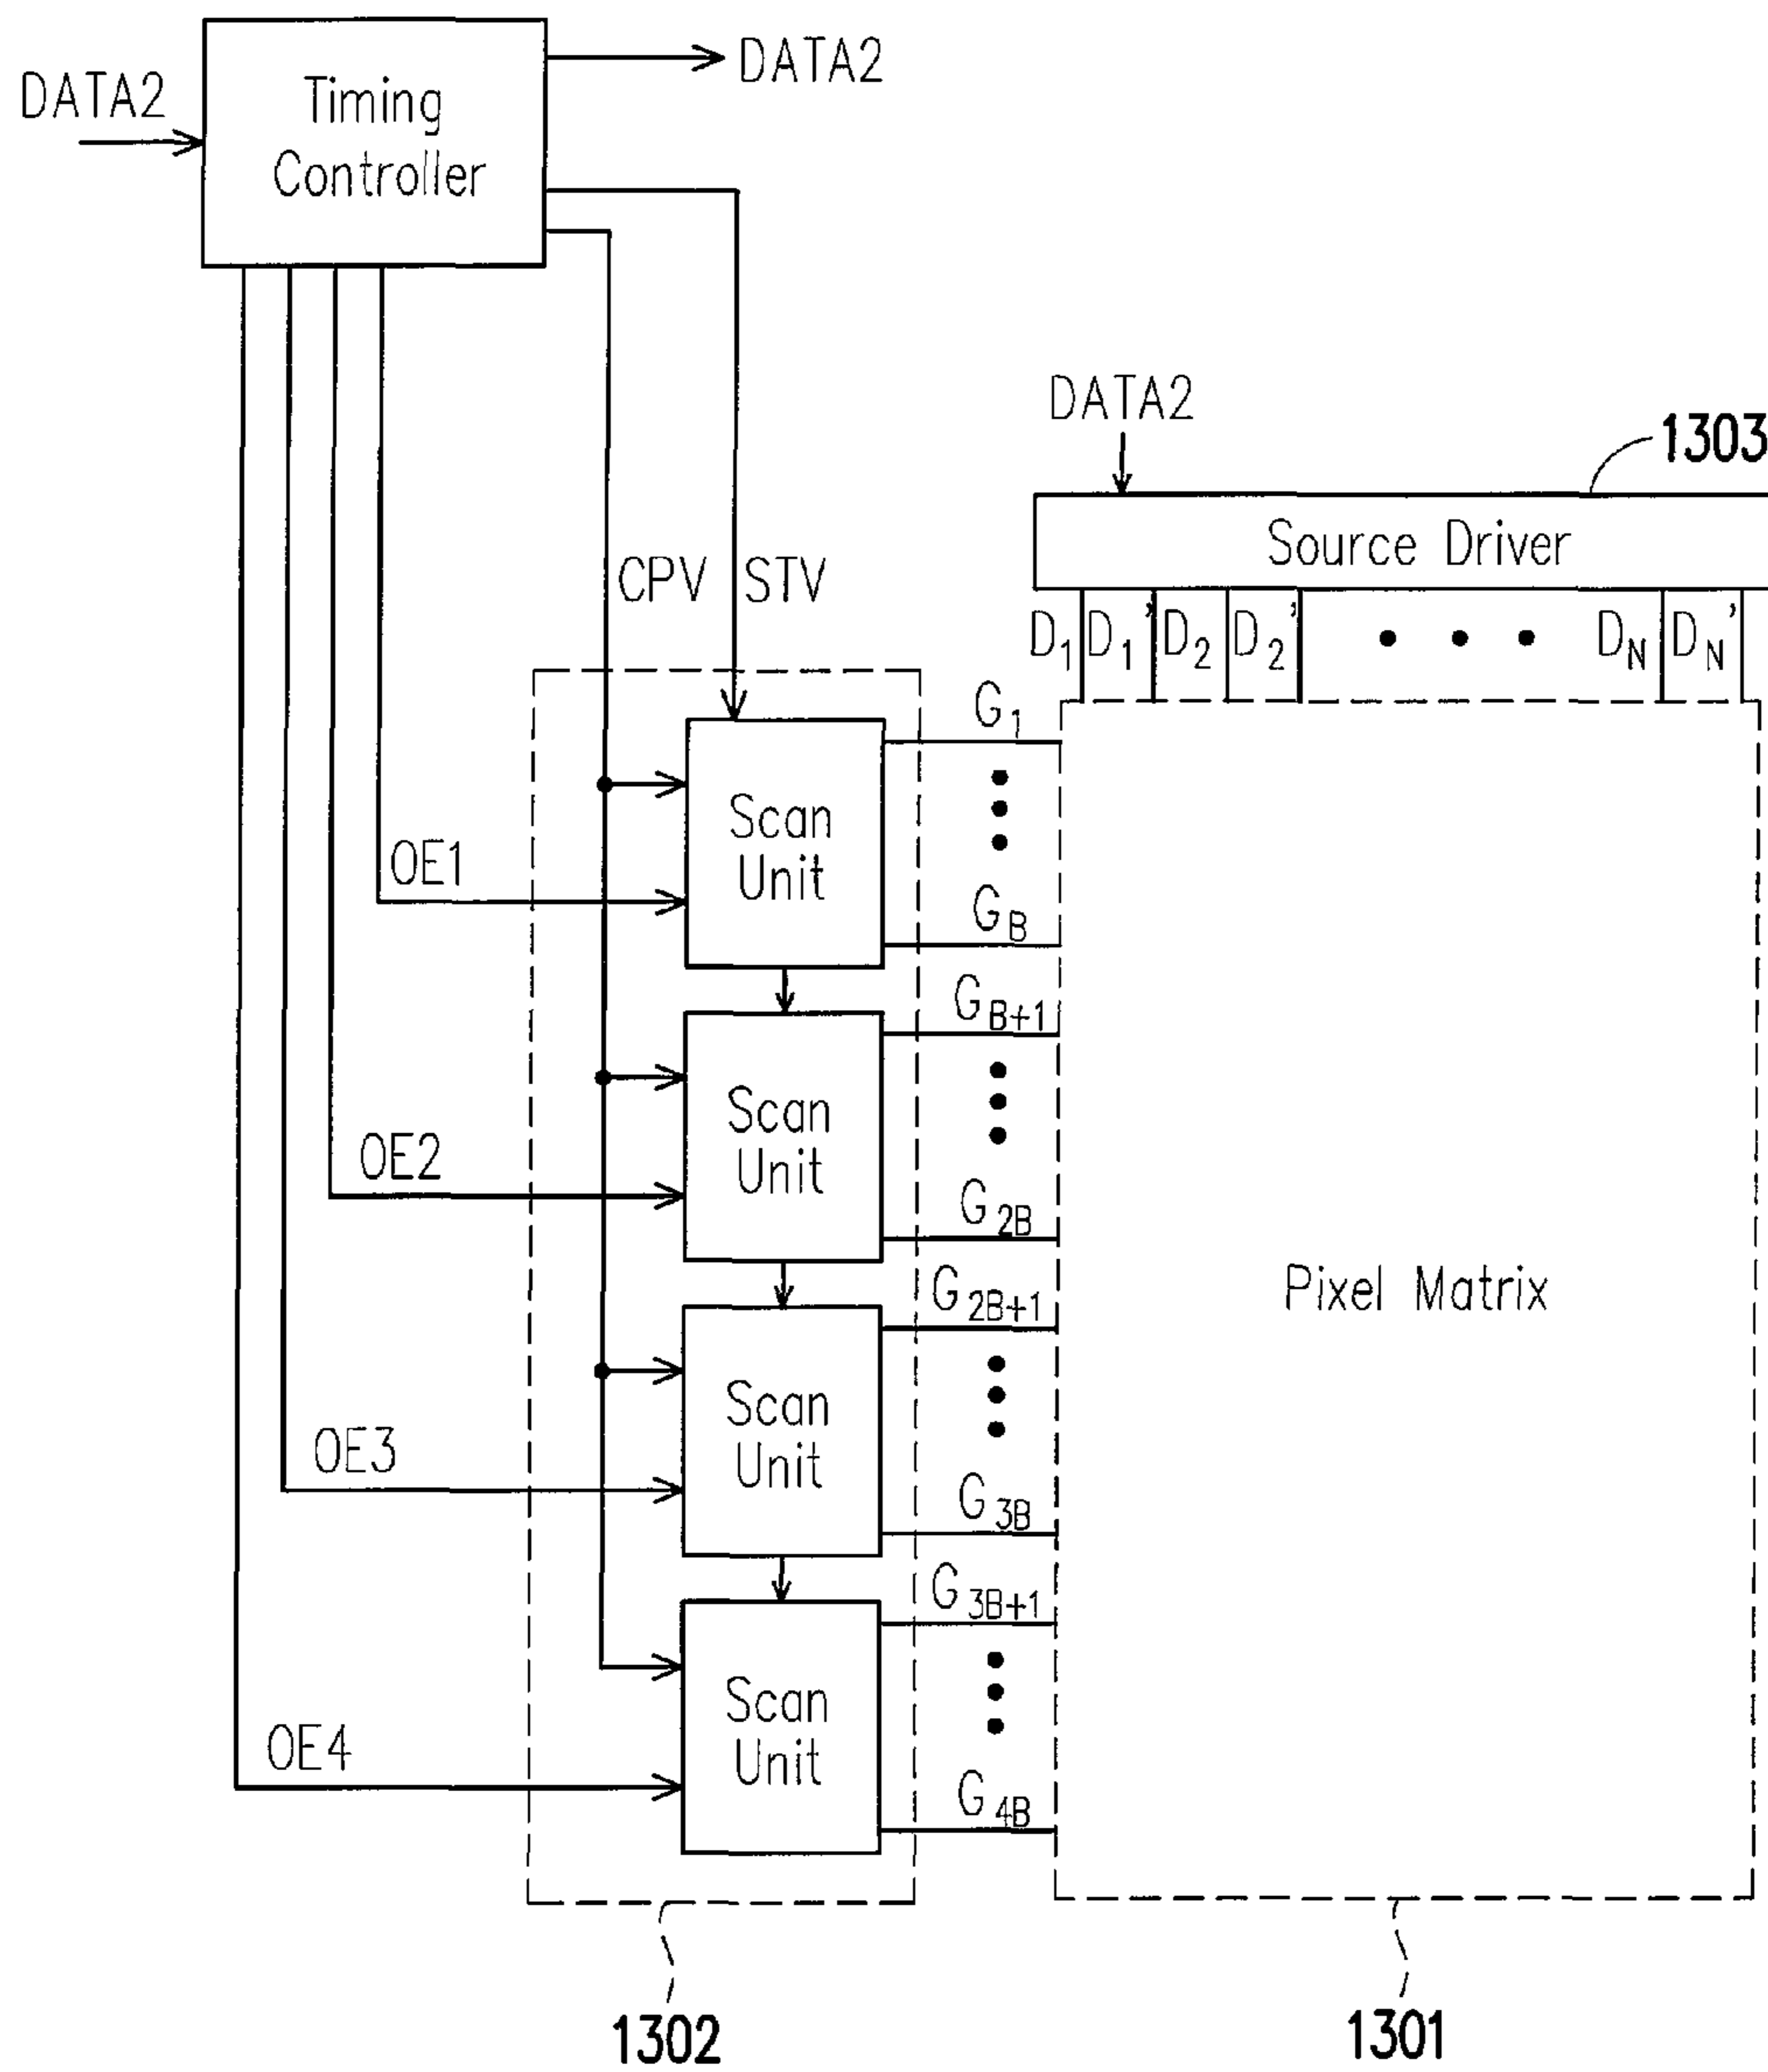 DATA2
Timing
Controller
DATA2
DATA2
1303
Source Driver
CPV STV
D1 D1' D2 D2' • • • DN DN'
G1
Scan
Unit
OE1
GB
GB+1
Scan
Unit
OE2
G2B
Pixel Matrix
G2B+1
Scan
Unit
OE3
G3B
G3B+1
Scan
Unit
OE4
G4B
1302
1301